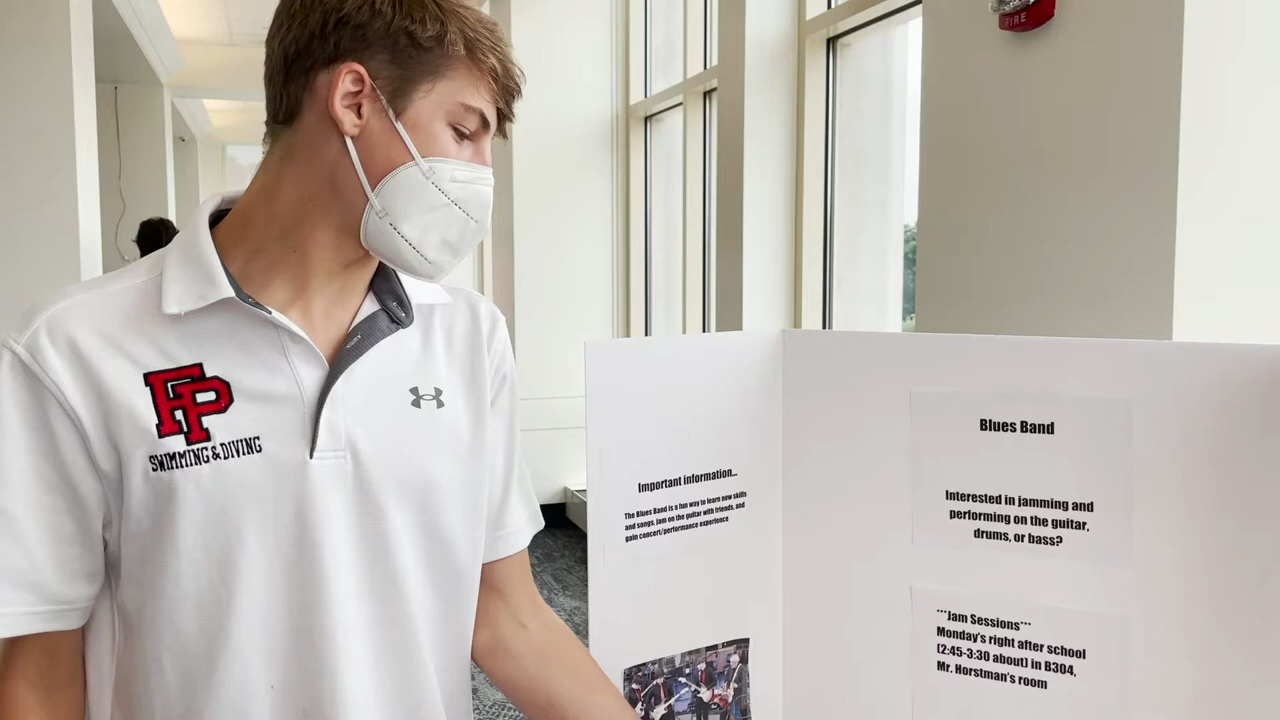 FIRE
FP
SWIMMING & DIVING
Important information...
The Blues Band is a fun way to learn new skills
and songs, jam on the guitar with friends, and
gain concert/performance experience
Blues Band
Interested in jamming and
performing on the guitar,
drums, or bass?
***Jam Sessions***
Monday's right after school
(2:45-3:30 about) in B304,
Mr. Horstman's room